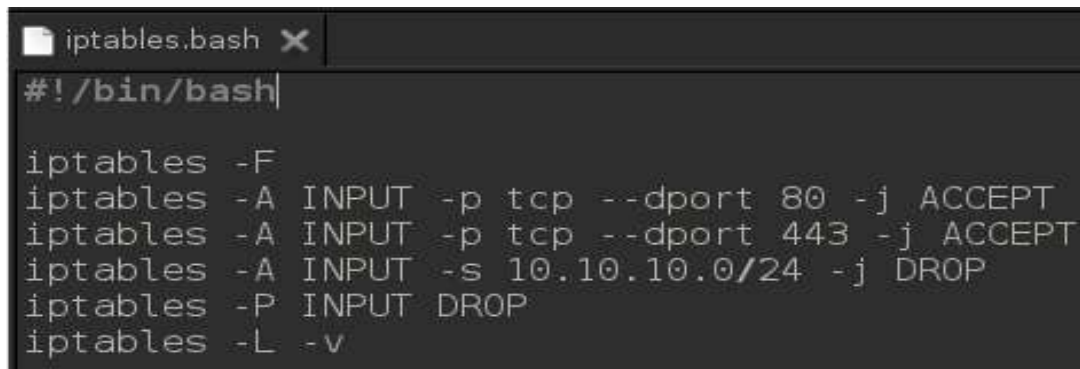 iptables.bash
#!/bin/bash
iptables -F
iptables -A INPUT -p tcp --dport 80 -j ACCEPT
iptables -A INPUT -p tcp --dport 443 -j ACCEPT
iptables -A INPUT -s 10.10.10.0/24 -j DROP
iptables -P INPUT DROP
iptables -L -v